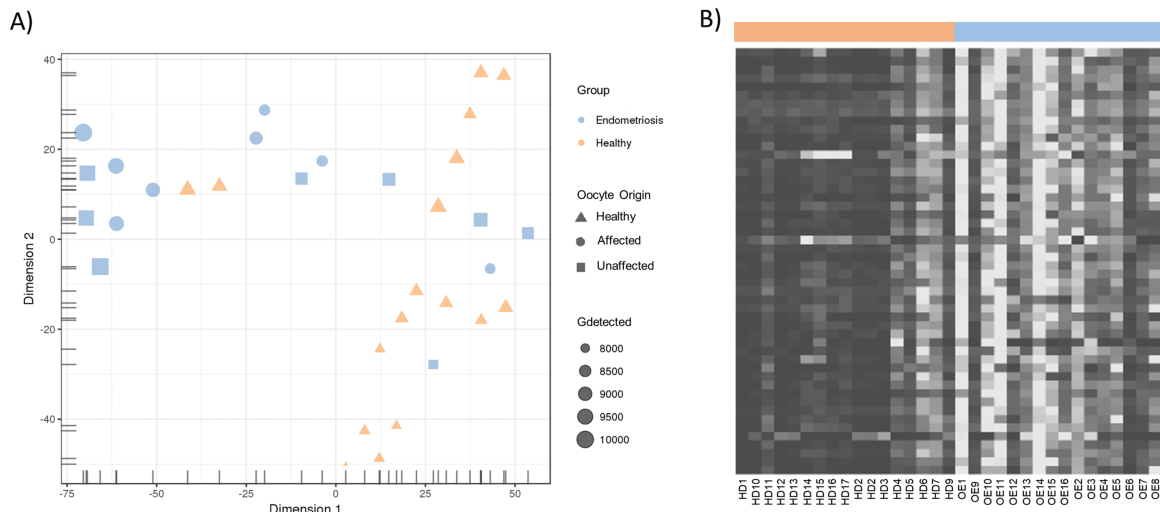 A)
B)
40
20
0
-20
-40
Dimension 2
-75
-50
-25
0
25
50
Dimension 1
Group
Endometriosis
Healthy
Oocyte Origin
Healthy
Affected
Unaffected
Gdetected
8000
8500
9000
9500
10000
HD1
HD10
HD11
HD12
HD13
HD14
HD15
HD16
HD17
HD2
HD2
HD3
HD4
HD5
HD6
HD7
HD9
OE1
OE9
OE10
OE11
OE12
OE13
OE14
OE15
OE16
OE2
OE3
OE4
OE5
OE6
OE7
OE8